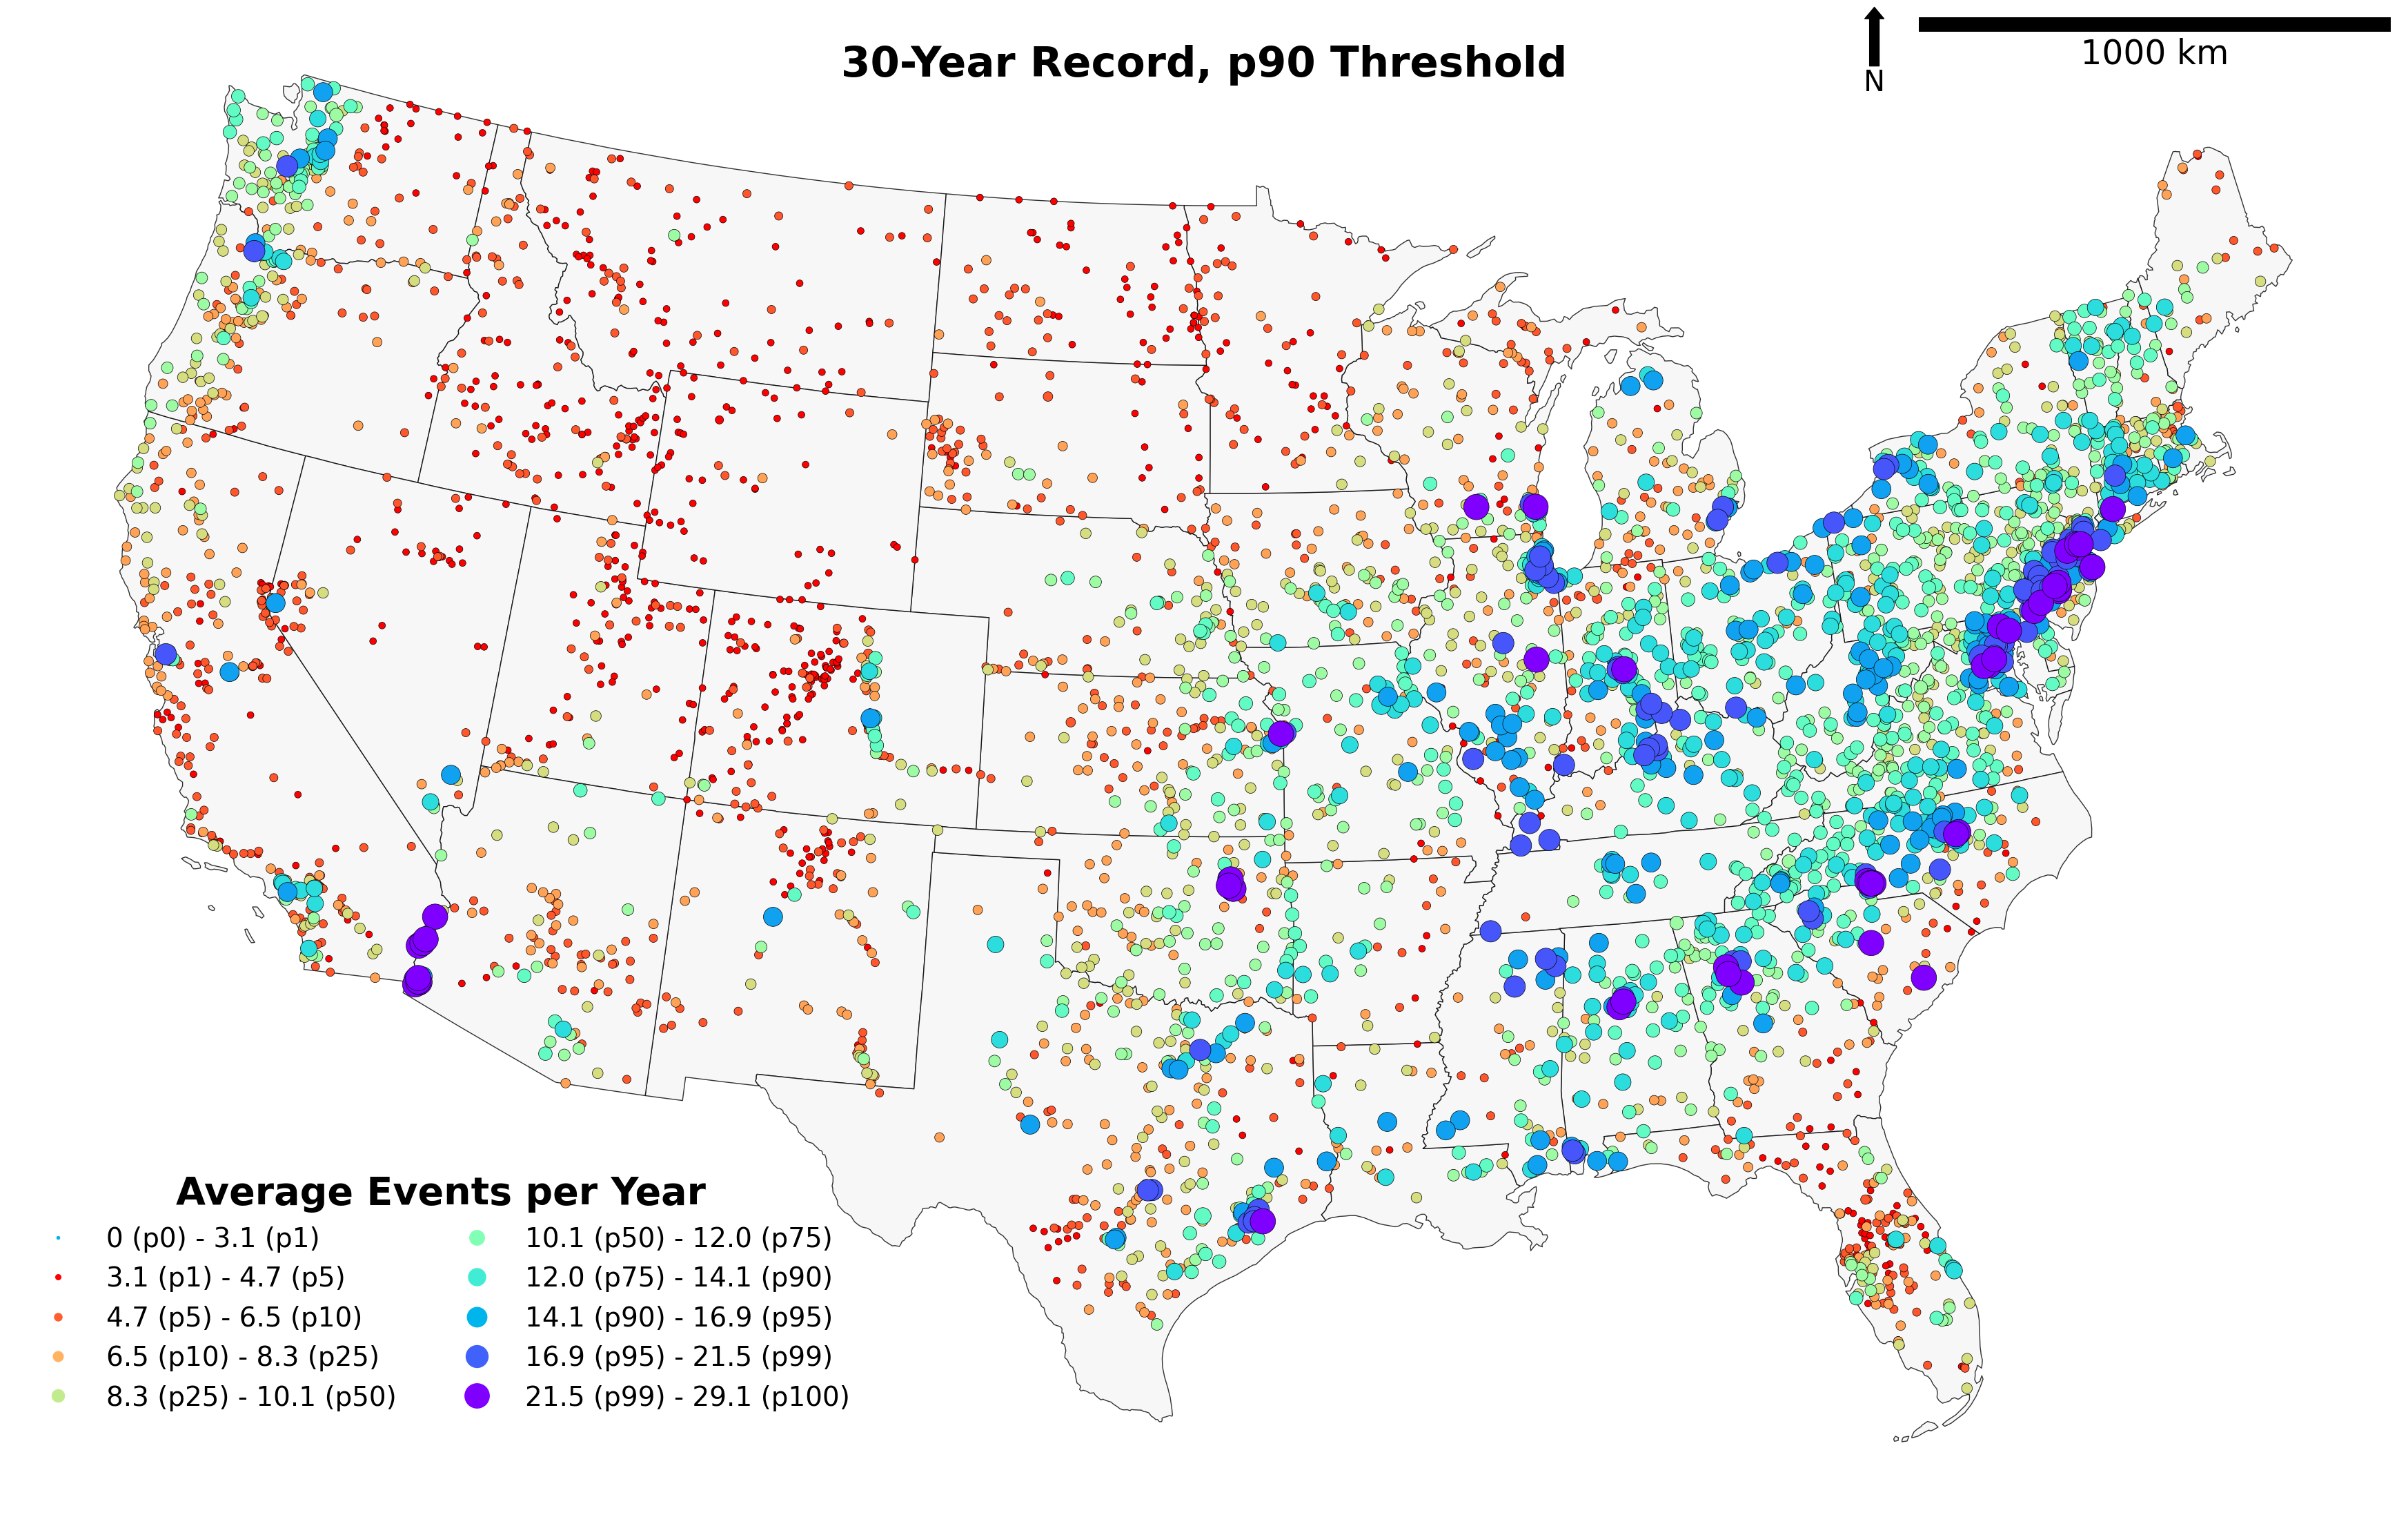 30-Year Record, p90 Threshold
N
1000 km
Average Events per Year
0 (p0) - 3.1 (p1)
3.1 (p1) - 4.7 (p5)
4.7 (p5) - 6.5 (p10)
6.5 (p10) - 8.3 (p25)
8.3 (p25) - 10.1 (p50)
10.1 (p50) - 12.0 (p75)
12.0 (p75) - 14.1 (p90)
14.1 (p90) - 16.9 (p95)
16.9 (p95) - 21.5 (p99)
21.5 (p99) - 29.1 (p100)